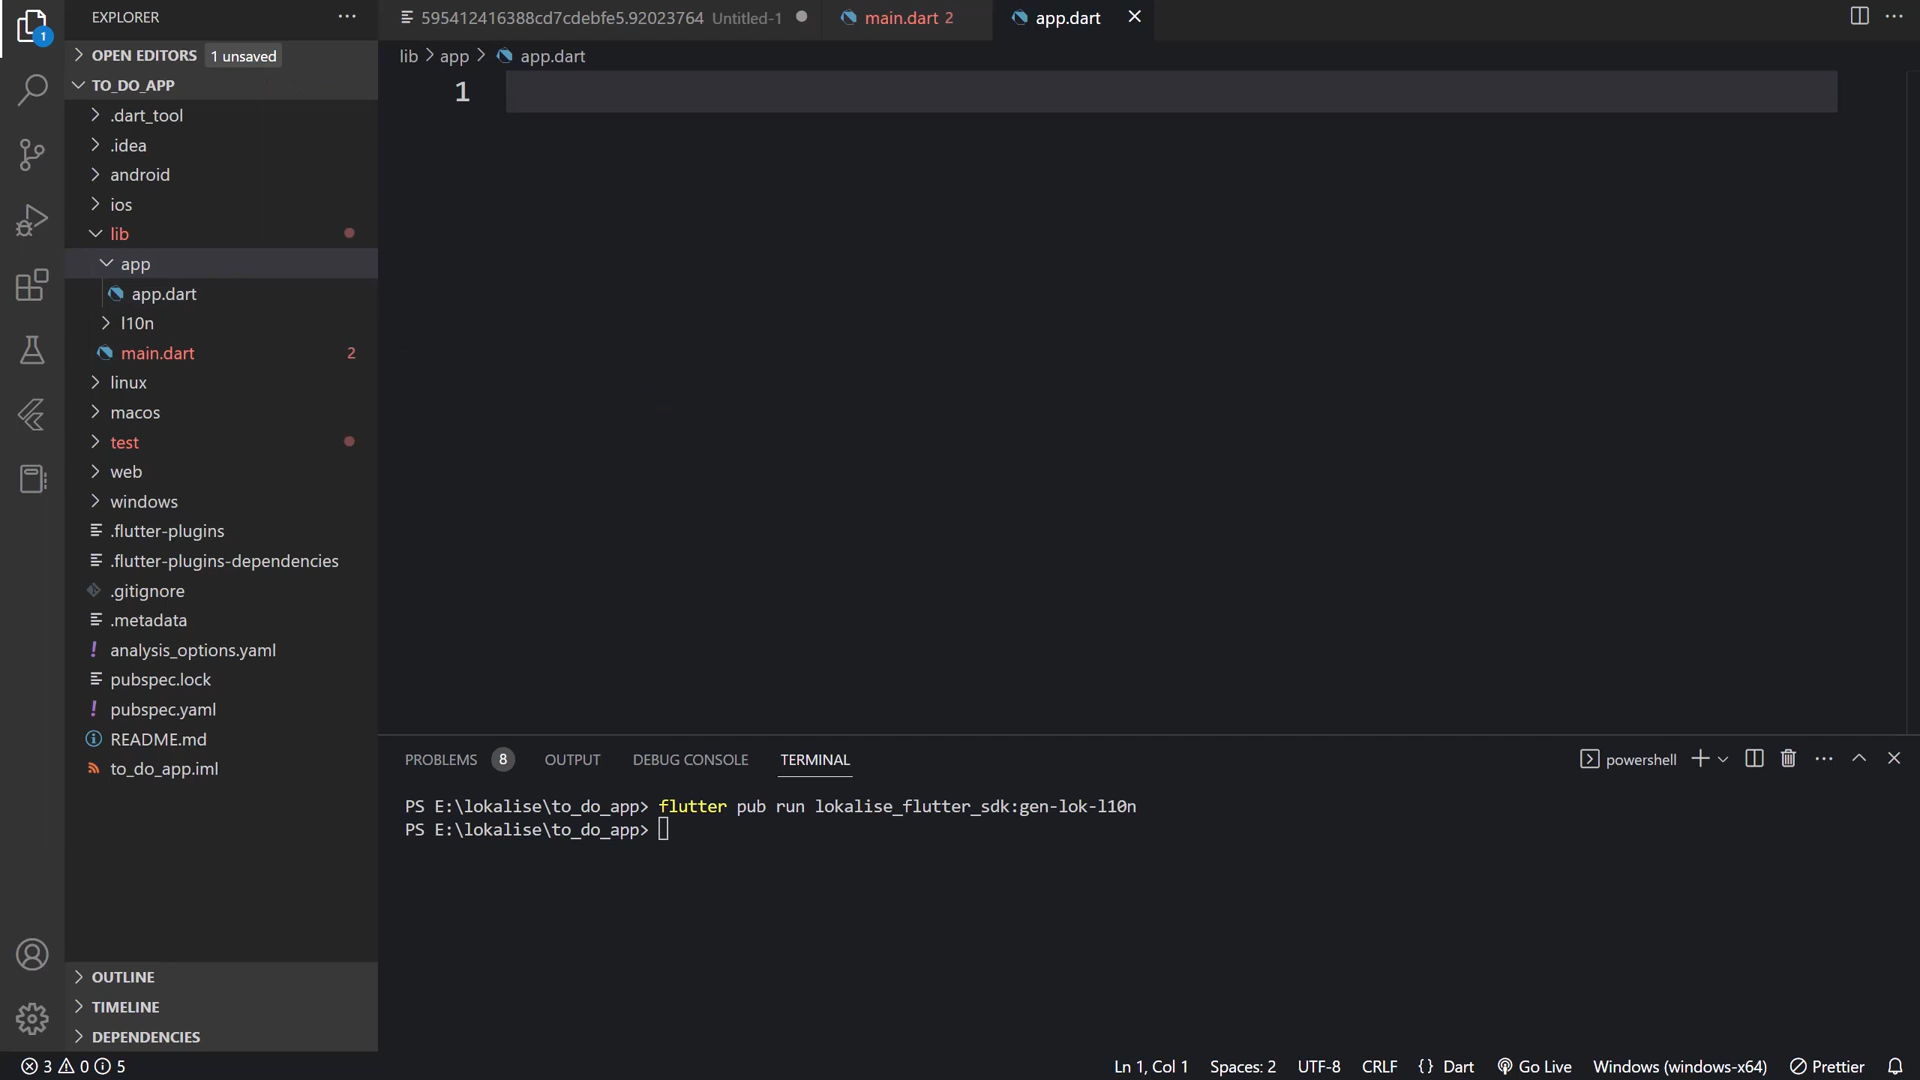 EXPLORER
595412416388cd7cdebfe5.92023764 Untitled-1
main.dart 2
app.dart
OPEN EDITORS 1 unsaved
lib > app > app.dart
TO_DO_APP
1
.dart_tool
.idea
android
ios
lib
app
app.dart
l10n
main.dart 2
linux
macos
test
web
windows
.flutter-plugins
.flutter-plugins-dependencies
.gitignore
.metadata
analysis_options.yaml
pubspec.lock
pubspec.yaml
README.md
to_do_app.iml
OUTLINE
TIMELINE
DEPENDENCIES
1
PROBLEMS 8 OUTPUT DEBUG CONSOLE TERMINAL
powershell
PS E:\lokalise\to_do_app> flutter pub run lokalise_flutter_sdk:gen-lok-l10n
PS E:\lokalise\to_do_app>
3 0 5
Ln 1, Col 1 Spaces: 2 UTF-8 CRLF {} Dart Go Live Windows (windows-x64) Prettier